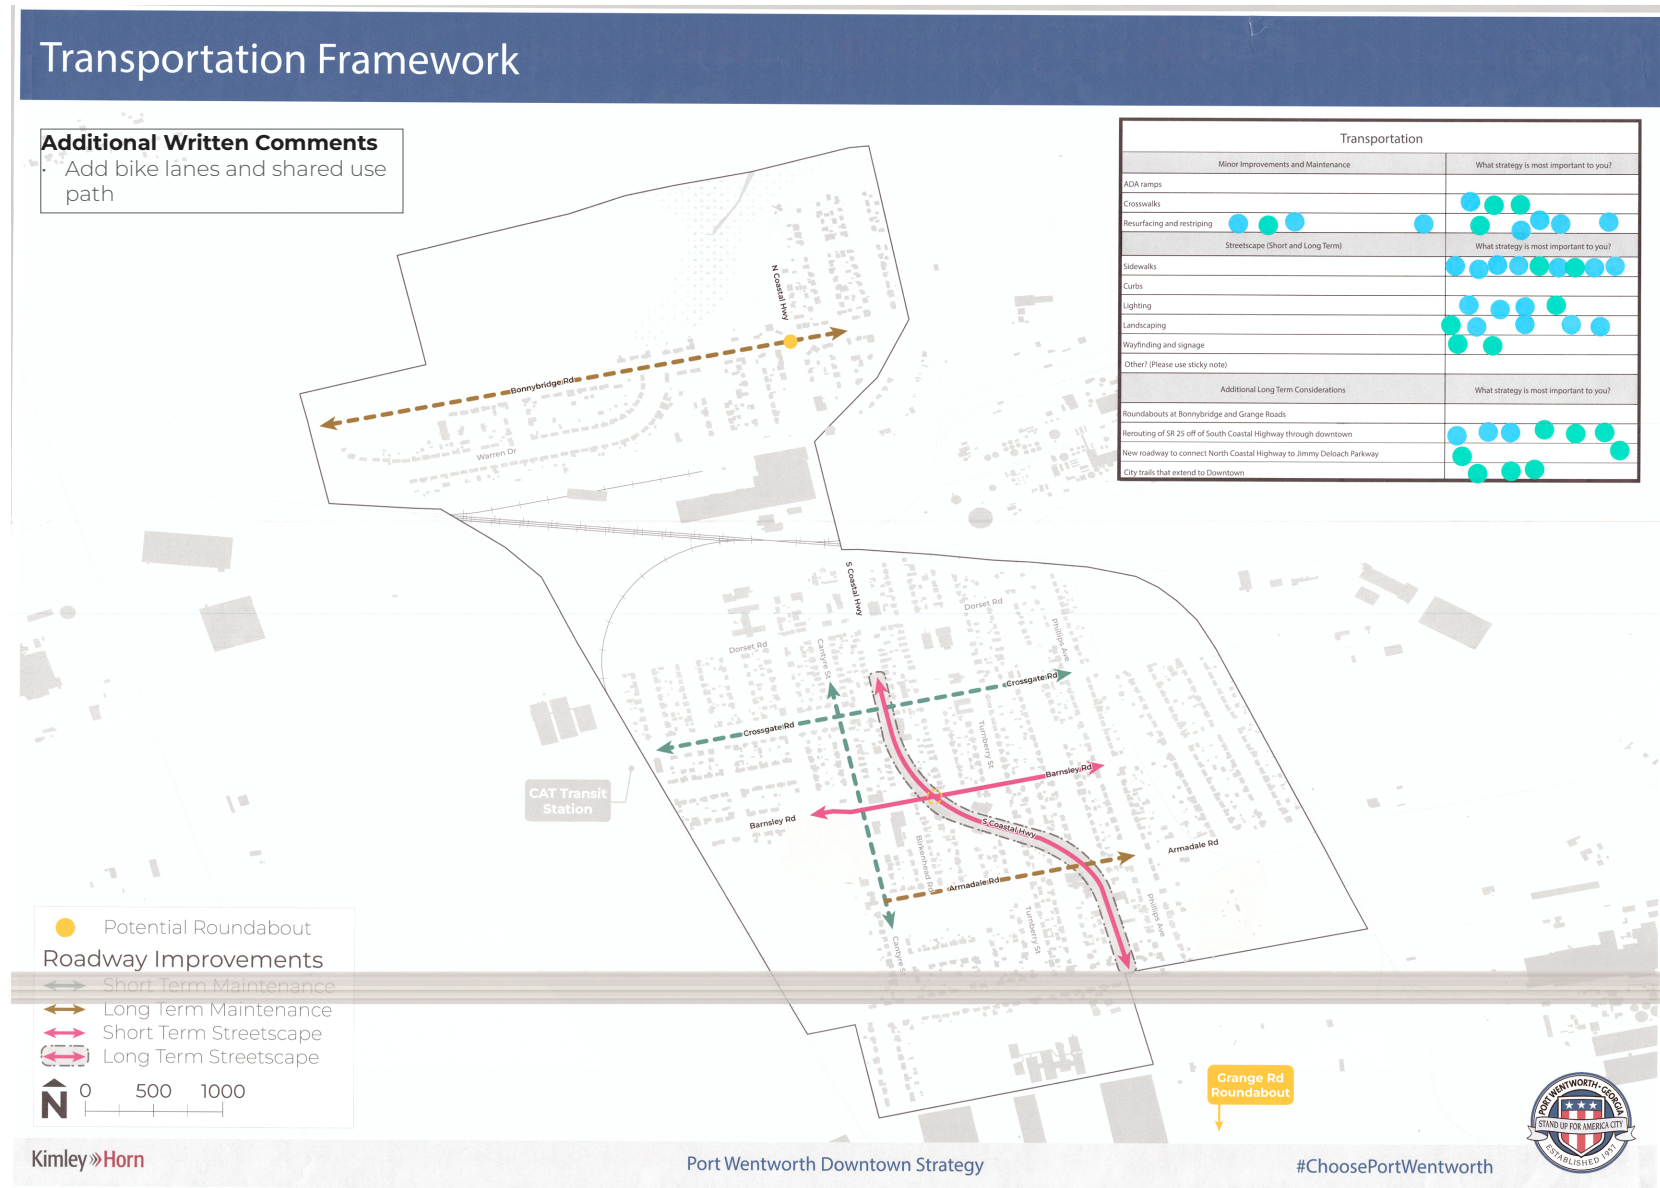 Transportation Framework
Additional Written Comments
· Add bike lanes and shared use
path
Transportation
Minor Improvements and Maintenance
What strategy is most important to you?
ADA ramps
Crosswalks
Resurfacing and restriping
Streetscape (Short and Long Term)
What strategy is most important to you?
Sidewalks
Curbs
Lighting
Landscaping
Wayfinding and signage
Other? (Please use sticky note)
Additional Long Term Considerations
What strategy is most important to you?
Roundabouts at Bonnybridge and Grange Roads
Rerouting of SR 25 off of South Coastal Highway through downtown
New roadway to connect North Coastal Highway to Jimmy Deloach Parkway
City trails that extend to Downtown
N Coastal Hwy
Bonnybridge Rd
Warren Dr
S Coastal Hwy
Dorset Rd
Phillips Ave
Dorset Rd
Cantyre St
Crossgate Rd
Crossgate Rd
Turnberry St
Barnsley Rd
CAT Transit
Station
Barnsley Rd
S Coastal Hwy
Birkenhead Rd
Armadale Rd
Armadale Rd
Phillips Ave
Turnberry St
Cantyre S
Potential Roundabout
Roadway Improvements
Short Term Maintenance
Long Term Maintenance
Short Term Streetscape
Long Term Streetscape
N
0 500 1000
Grange Rd
Roundabout
PORT WENTWORTH • GEORGIA
STAND UP FOR AMERICA CITY
ESTABLISHED 1957
Kimley»Horn
Port Wentworth Downtown Strategy
#ChoosePortWentworth